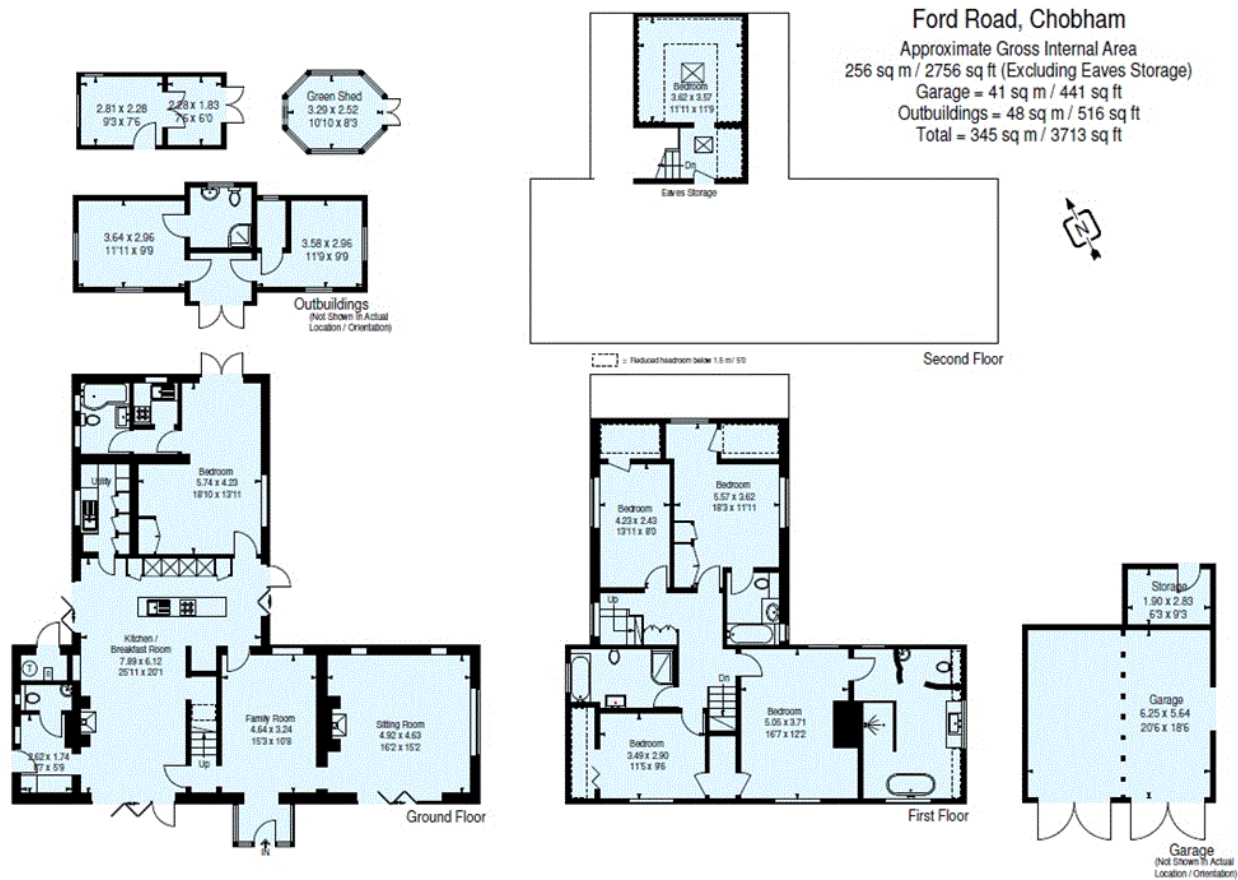 Ford Road, Chobham
Approximate Gross Internal Area
256 sq m / 2756 sq ft (Excluding Eaves Storage)
Garage = 41 sq m / 441 sq ft
Outbuildings = 48 sq m / 516 sq ft
Total = 345 sq m / 3713 sq ft
N
2.81 x 2.28
9'3 x 7'6
2.28 x 1.83
7'6 x 6'0
Green Shed
3.29 x 2.52
10'10 x 8'3
3.64 x 2.96
11'11 x 9'9
3.58 x 2.96
11'9 x 9'9
Outbuildings
(Not Shown In Actual
Location / Orientation)
Bedroom
3.62 x 3.57
11'11 x 11'9
Dn
Eaves Storage
= Reduced headroom below 1.5 m / 5'0
Second Floor
Utility
Bedroom
5.74 x 4.23
18'10 x 13'11
Kitchen /
Breakfast Room
7.89 x 6.12
25'11 x 20'1
T
B
2.62 x 1.74
8'7 x 5'9
Up
Family Room
4.64 x 3.24
15'3 x 10'8
Sitting Room
4.92 x 4.63
16'2 x 15'2
IN
Ground Floor
Bedroom
4.23 x 2.43
13'11 x 8'0
Bedroom
5.57 x 3.62
18'3 x 11'11
Up
Dn
Bedroom
3.49 x 2.90
11'5 x 9'6
Bedroom
5.05 x 3.71
16'7 x 12'2
First Floor
Storage
1.90 x 2.83
6'3 x 9'3
Garage
6.25 x 5.64
20'6 x 18'6
Garage
(Not Shown In Actual
Location / Orientation)